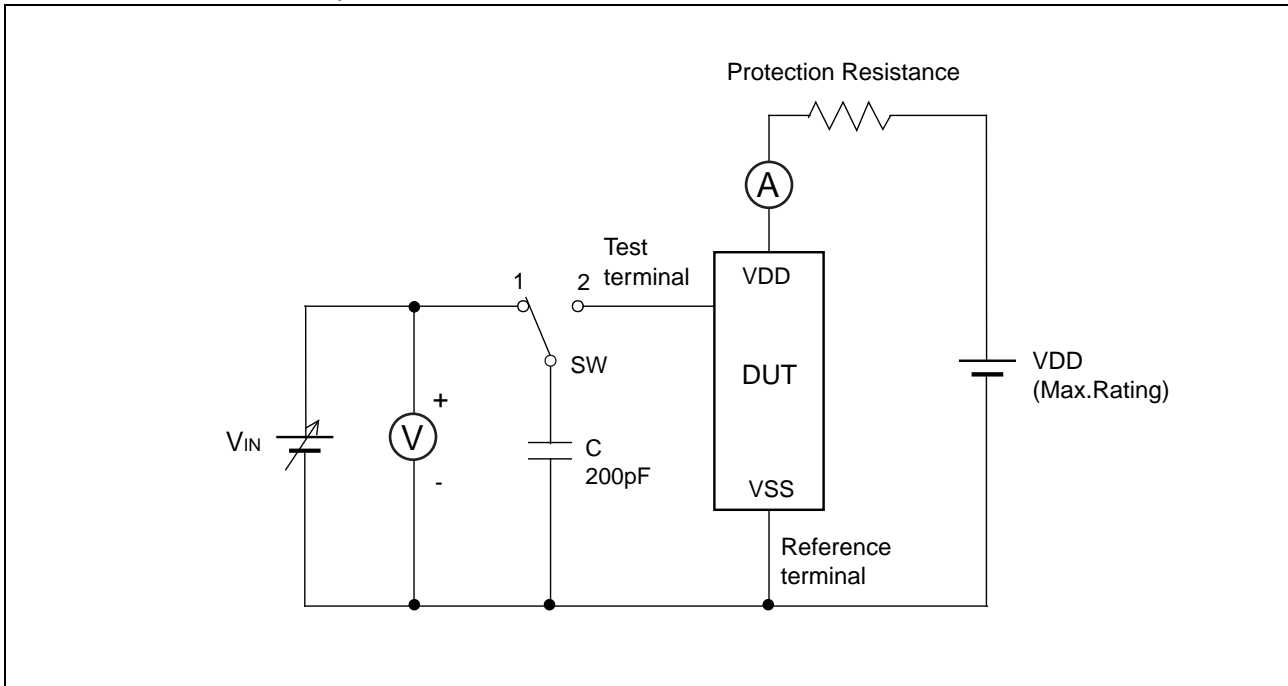 Protection Resistance
A
Test
terminal
1
2
VDD
SW
DUT
VDD
(Max.Rating)
+
VIN
V
C
200pF
-
VSS
Reference
terminal